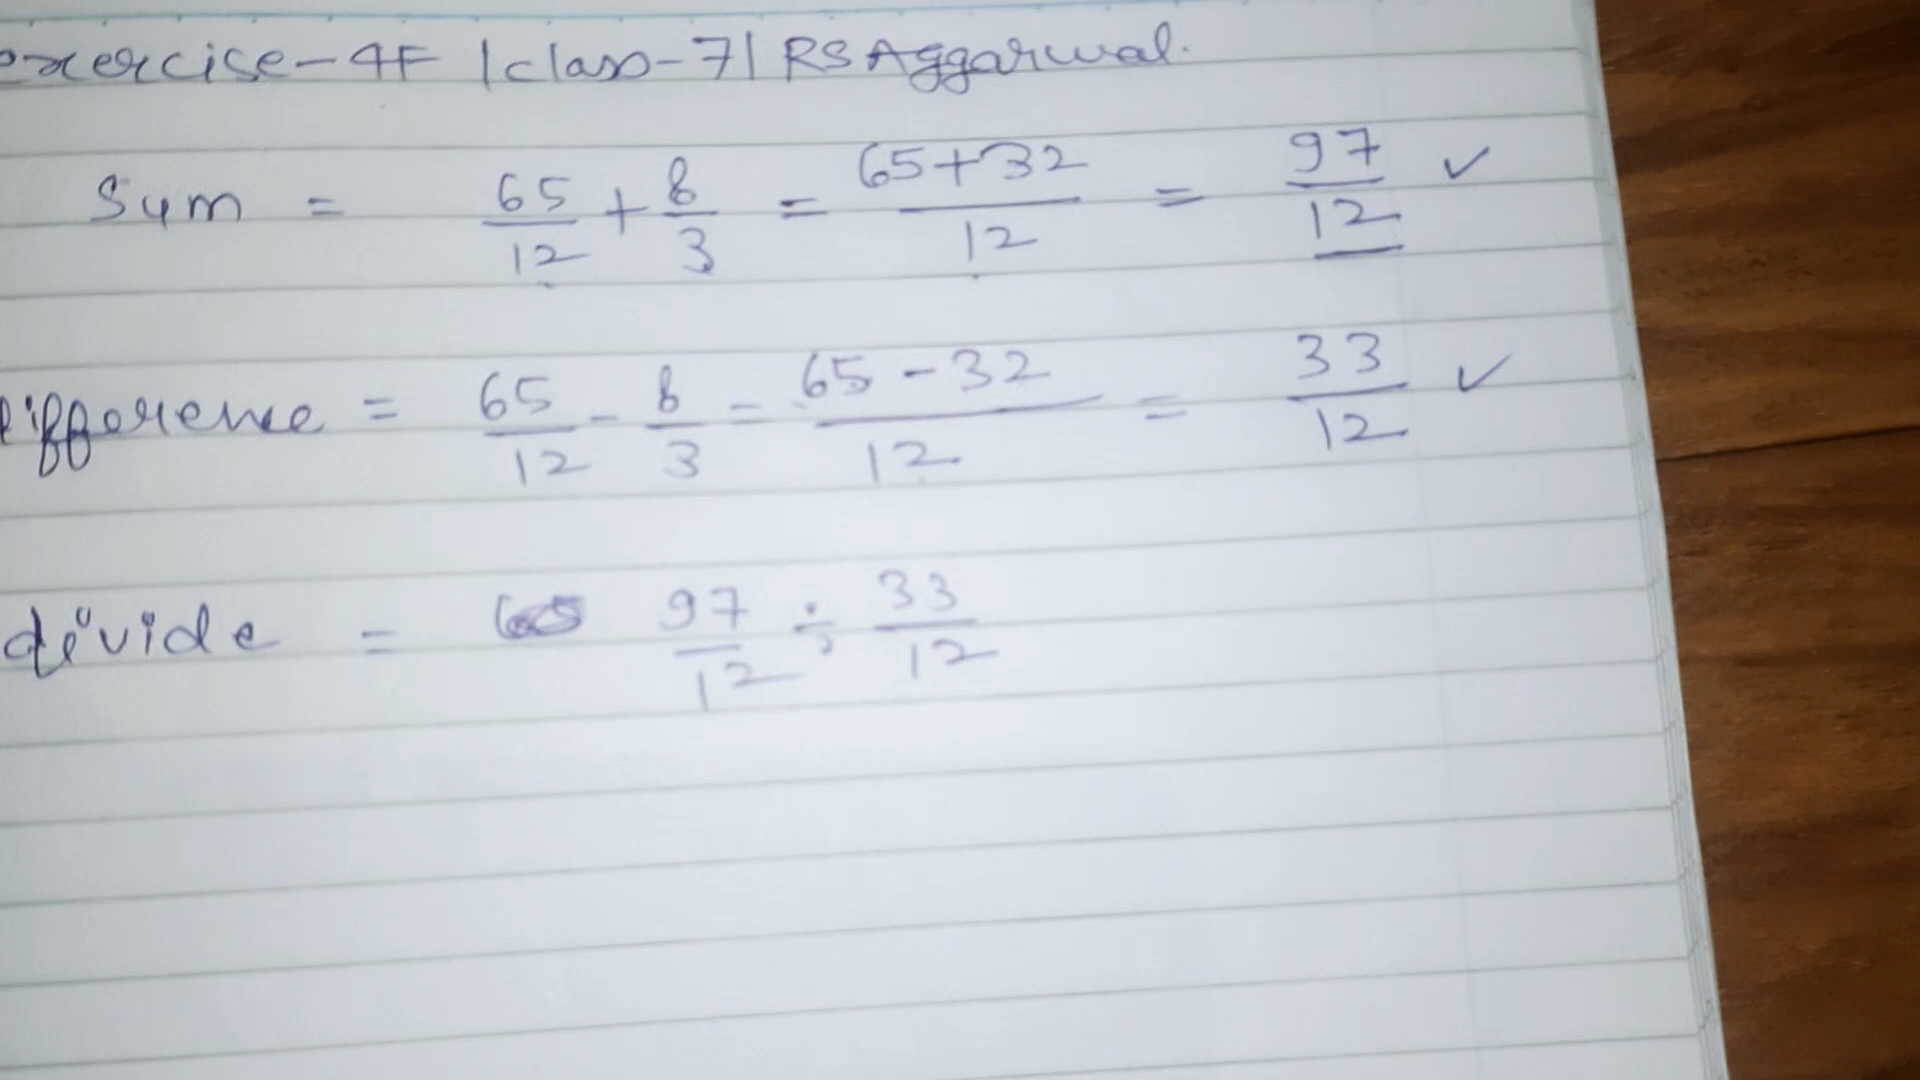 exercise-4F | class-7 | RS Aggarwal.
Sum = 65/12 + 8/3 = 65+32/12 = 97/12 ✓
difference = 65/12 - 8/3 = 65-32/12 = 33/12 ✓
divide = 97/12 ÷ 33/12